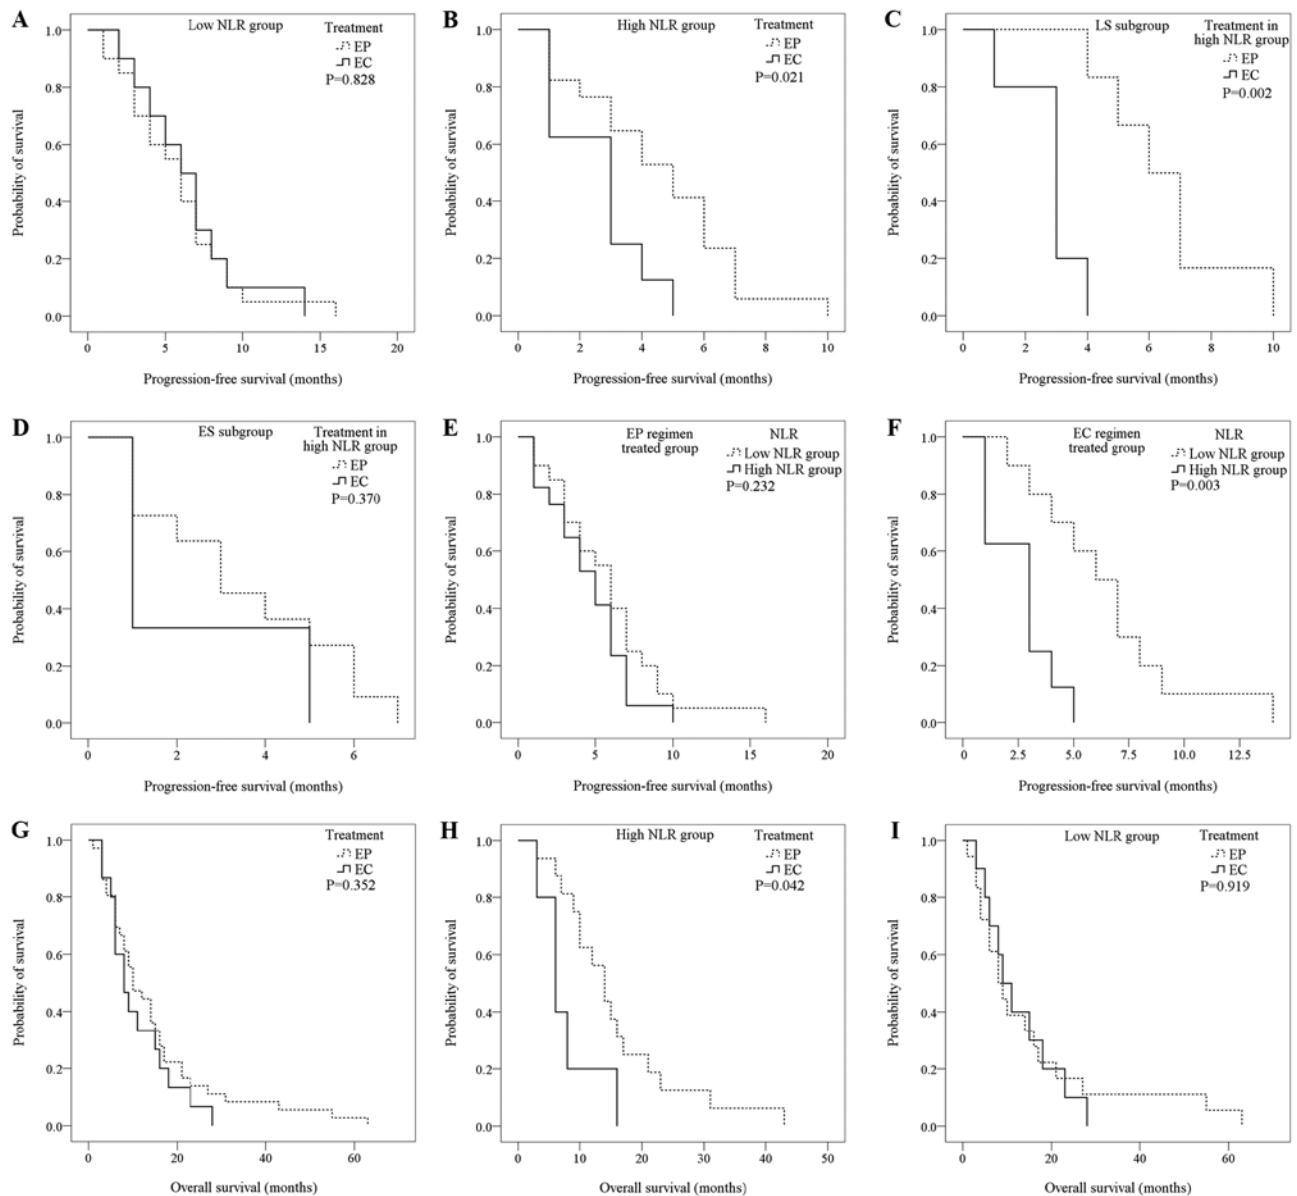 A
Low NLR group
Treatment
EP
EC
P=0.828
1.0
0.8
0.6
0.4
0.2
0.0
Probability of survival
0 5 10 15 20
Progression-free survival (months)
B
High NLR group
Treatment
EP
EC
P=0.021
1.0
0.8
0.6
0.4
0.2
0.0
Probability of survival
0 2 4 6 8 10
Progression-free survival (months)
C
LS subgroup
Treatment in
high NLR group
EP
EC
P=0.002
1.0
0.8
0.6
0.4
0.2
0.0
Probability of survival
0 2 4 6 8 10
Progression-free survival (months)
D
ES subgroup
Treatment in
high NLR group
EP
EC
P=0.370
1.0
0.8
0.6
0.4
0.2
0.0
Probability of survival
0 2 4 6
Progression-free survival (months)
E
EP regimen
treated group
NLR
Low NLR group
High NLR group
P=0.232
1.0
0.8
0.6
0.4
0.2
0.0
Probability of survival
0 5 10 15 20
Progression-free survival (months)
F
EC regimen
treated group
NLR
Low NLR group
High NLR group
P=0.003
1.0
0.8
0.6
0.4
0.2
0.0
Probability of survival
0 2.5 5.0 7.5 10.0 12.5
Progression-free survival (months)
G
Treatment
EP
EC
P=0.352
1.0
0.8
0.6
0.4
0.2
0.0
Probability of survival
0 20 40 60
Overall survival (months)
H
High NLR group
Treatment
EP
EC
P=0.042
1.0
0.8
0.6
0.4
0.2
0.0
Probability of survival
0 10 20 30 40 50
Overall survival (months)
I
Low NLR group
Treatment
EP
EC
P=0.919
1.0
0.8
0.6
0.4
0.2
0.0
Probability of survival
0 20 40 60
Overall survival (months)